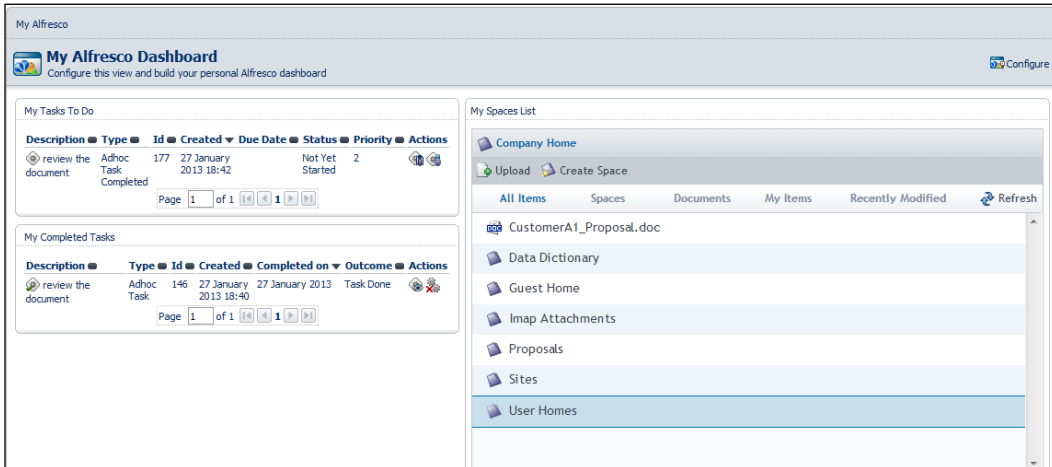 My Alfresco
My Alfresco Dashboard
Configure this view and build your personal Alfresco dashboard
Configure
My Tasks To Do
Description Type Id Created Due Date Status Priority Actions
review the document Adhoc Task Completed 177 27 January 2013 18:42 Not Yet Started 2
Page 1 of 1 1
My Completed Tasks
Description Type Id Created Completed on Outcome Actions
review the document Adhoc Task 146 27 January 2013 18:40 27 January 2013 Task Done
Page 1 of 1 1
My Spaces List
Company Home
Upload Create Space
All Items Spaces Documents My Items Recently Modified Refresh
CustomerA1_Proposal.doc
Data Dictionary
Guest Home
Imap Attachments
Proposals
Sites
User Homes